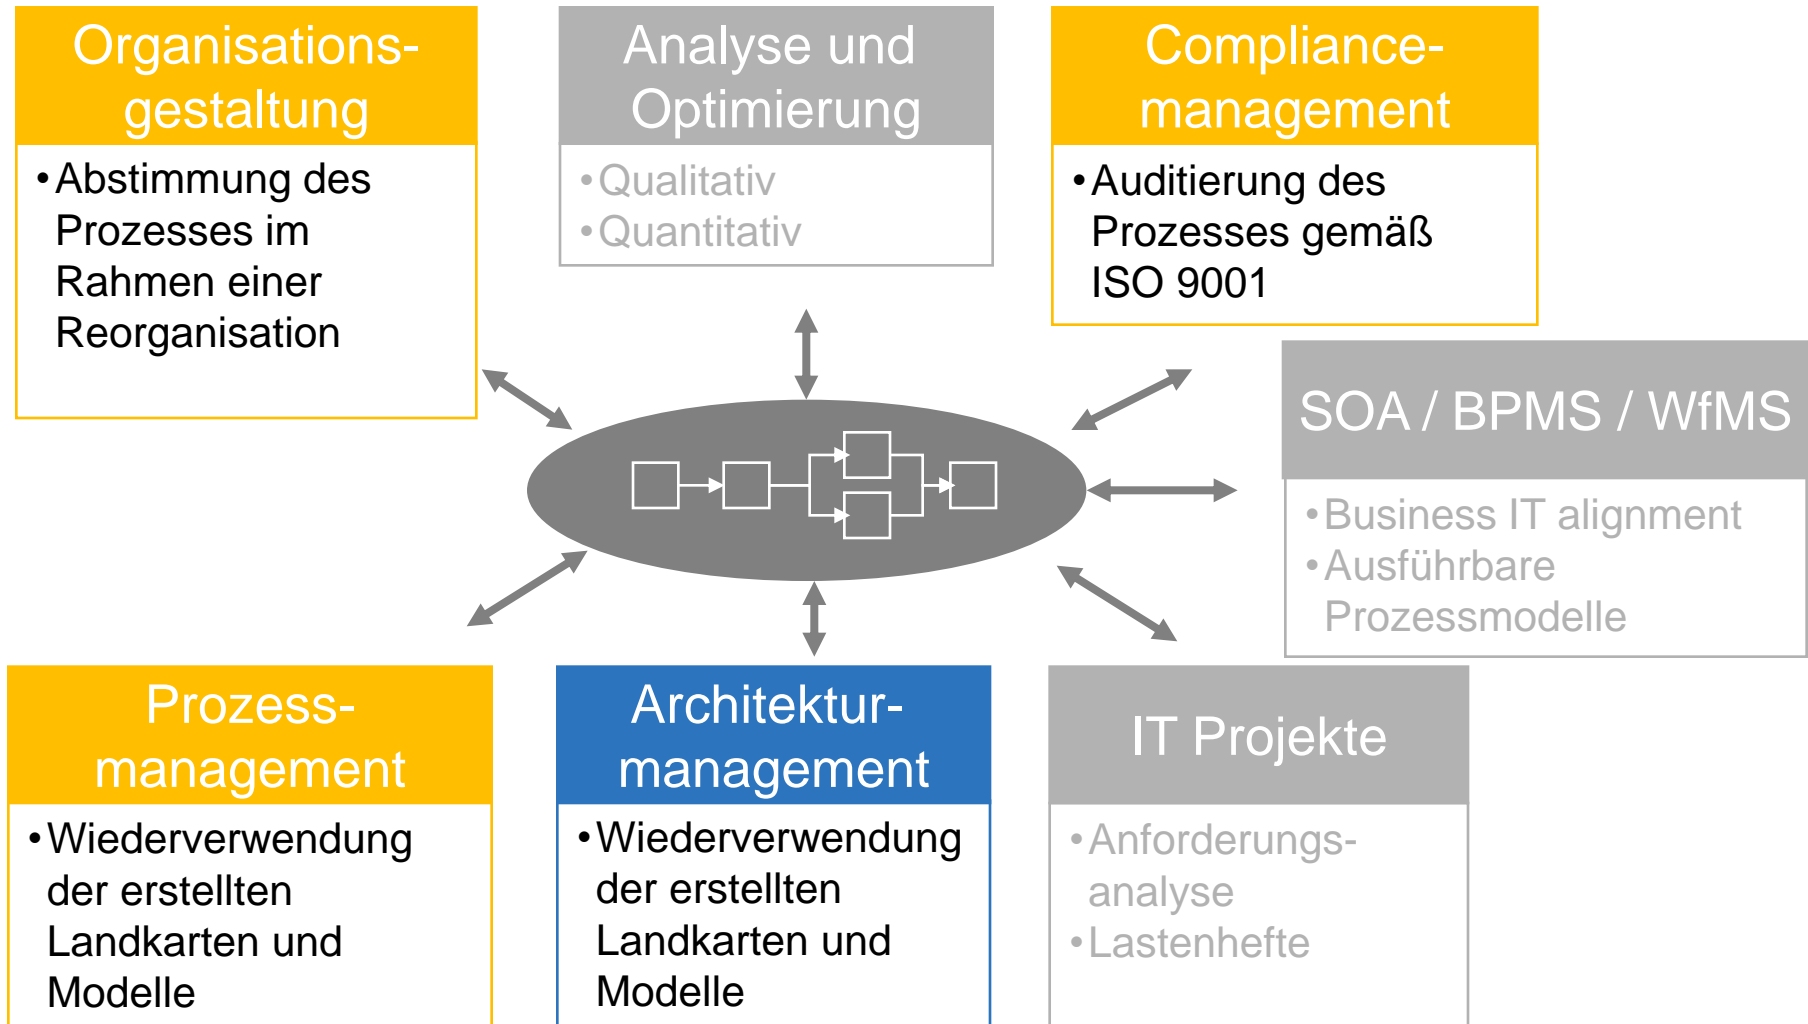 Organisations-
gestaltung
•Abstimmung des
Prozesses im
Rahmen einer
Reorganisation
Analyse und
Optimierung
•Qualitativ
•Quantitativ
Compliance-
management
•Auditierung des
Prozesses gemäß
ISO 9001
SOA / BPMS / WfMS
•Business IT alignment
•Ausführbare
Prozessmodelle
Prozess-
management
•Wiederverwendung
der erstellten
Landkarten und
Modelle
Architektur-
management
•Wiederverwendung
der erstellten
Landkarten und
Modelle
IT Projekte
•Anforderungs-
analyse
•Lastenhefte